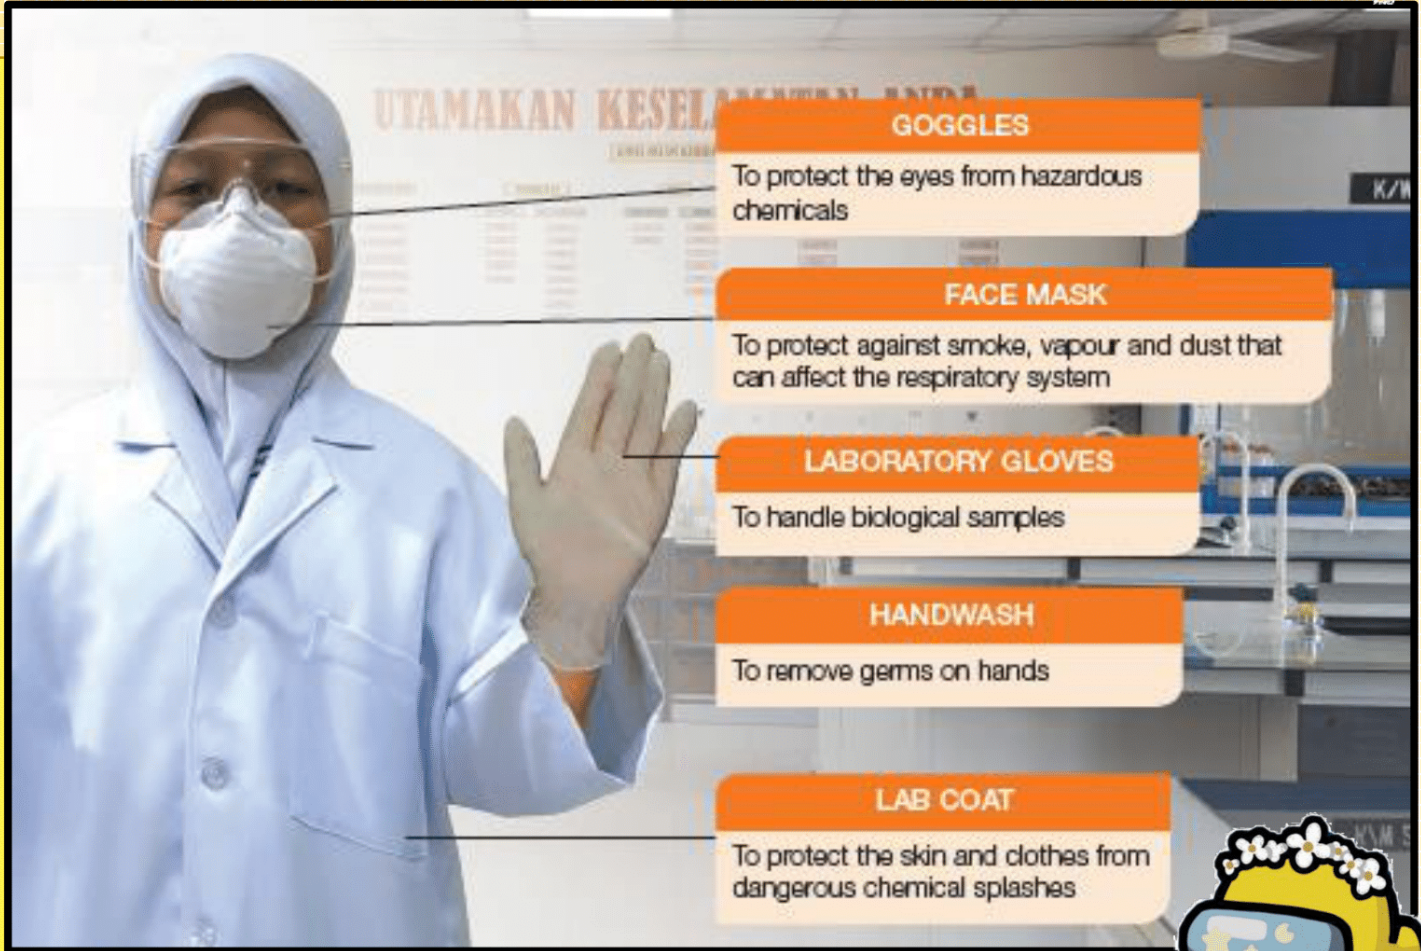 UTAMAKAN KESELAMATAN ANDA
GOGGLES
To protect the eyes from hazardous
chemicals
K/W
FACE MASK
To protect against smoke, vapour and dust that
can affect the respiratory system
LABORATORY GLOVES
To handle biological samples
HANDWASH
To remove germs on hands
LAB COAT
To protect the skin and clothes from
dangerous chemical splashes